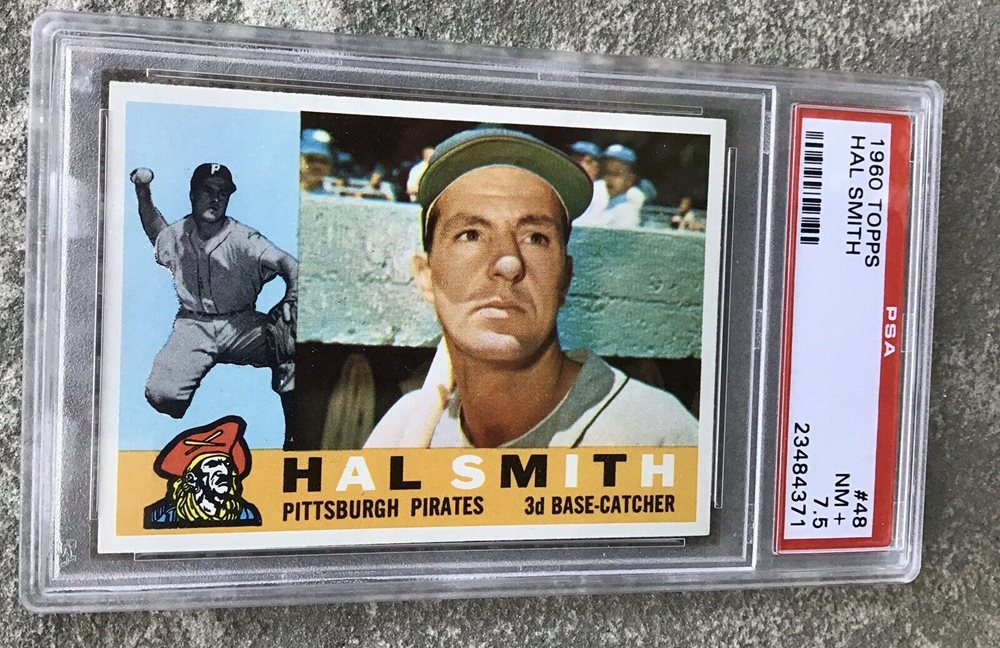 P
HAL SMITH
PITTSBURGH PIRATES 3d BASE-CATCHER
1960 TOPPS #48
HAL SMITH NM + 7.5
PSA 23484371